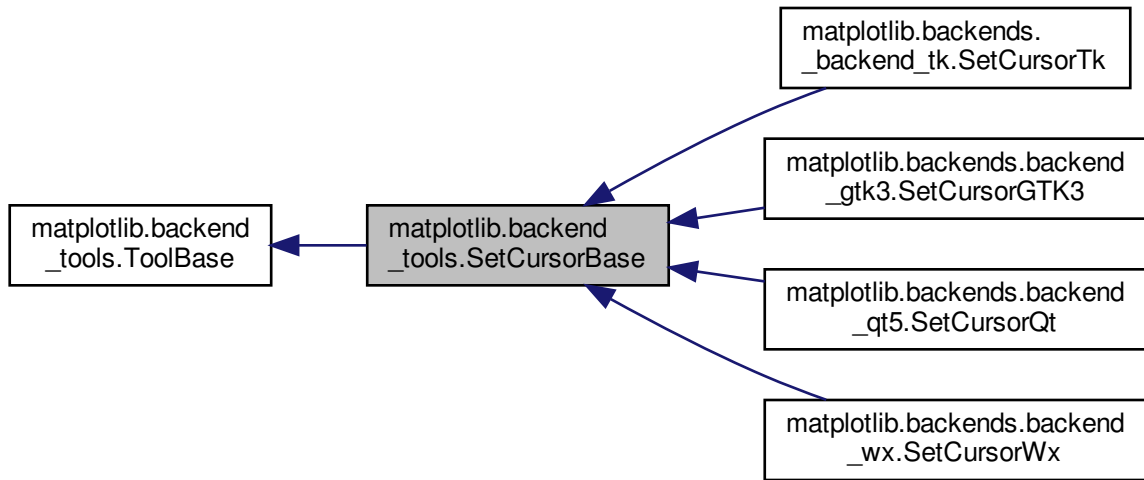 matplotlib.backend
_tools.ToolBase
matplotlib.backend
_tools.SetCursorBase
matplotlib.backends.
_backend_tk.SetCursorTk
matplotlib.backends.backend
_gtk3.SetCursorGTK3
matplotlib.backends.backend
_qt5.SetCursorQt
matplotlib.backends.backend
_wx.SetCursorWx